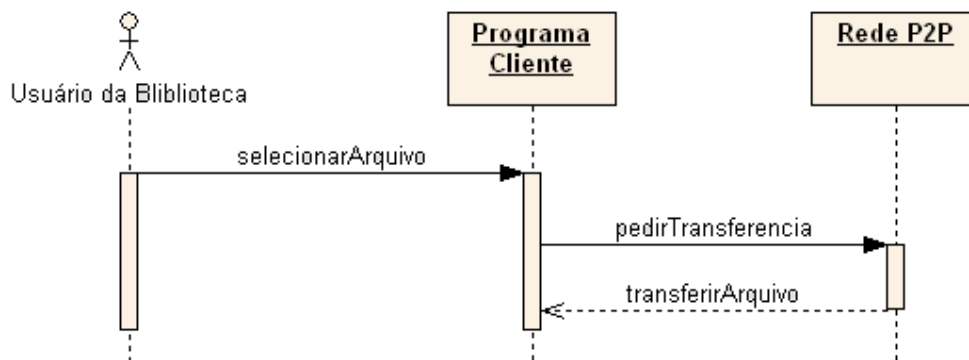 Programa
Cliente
Rede P2P
Usuário da Bliblioteca
selecionarArquivo
pedirTransferencia
transferirArquivo